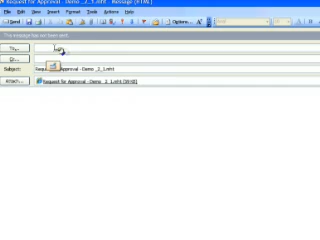 Request for Approval - Demo _2_1.mht - Message (HTML)
File Edit View Insert Format Tools Actions Help
Send Options... HTML
This message has not been sent.
To...
Cc...
Subject: Approval - Demo _2_1.mht
Attach... Request for Approval - Demo _2_1.mht